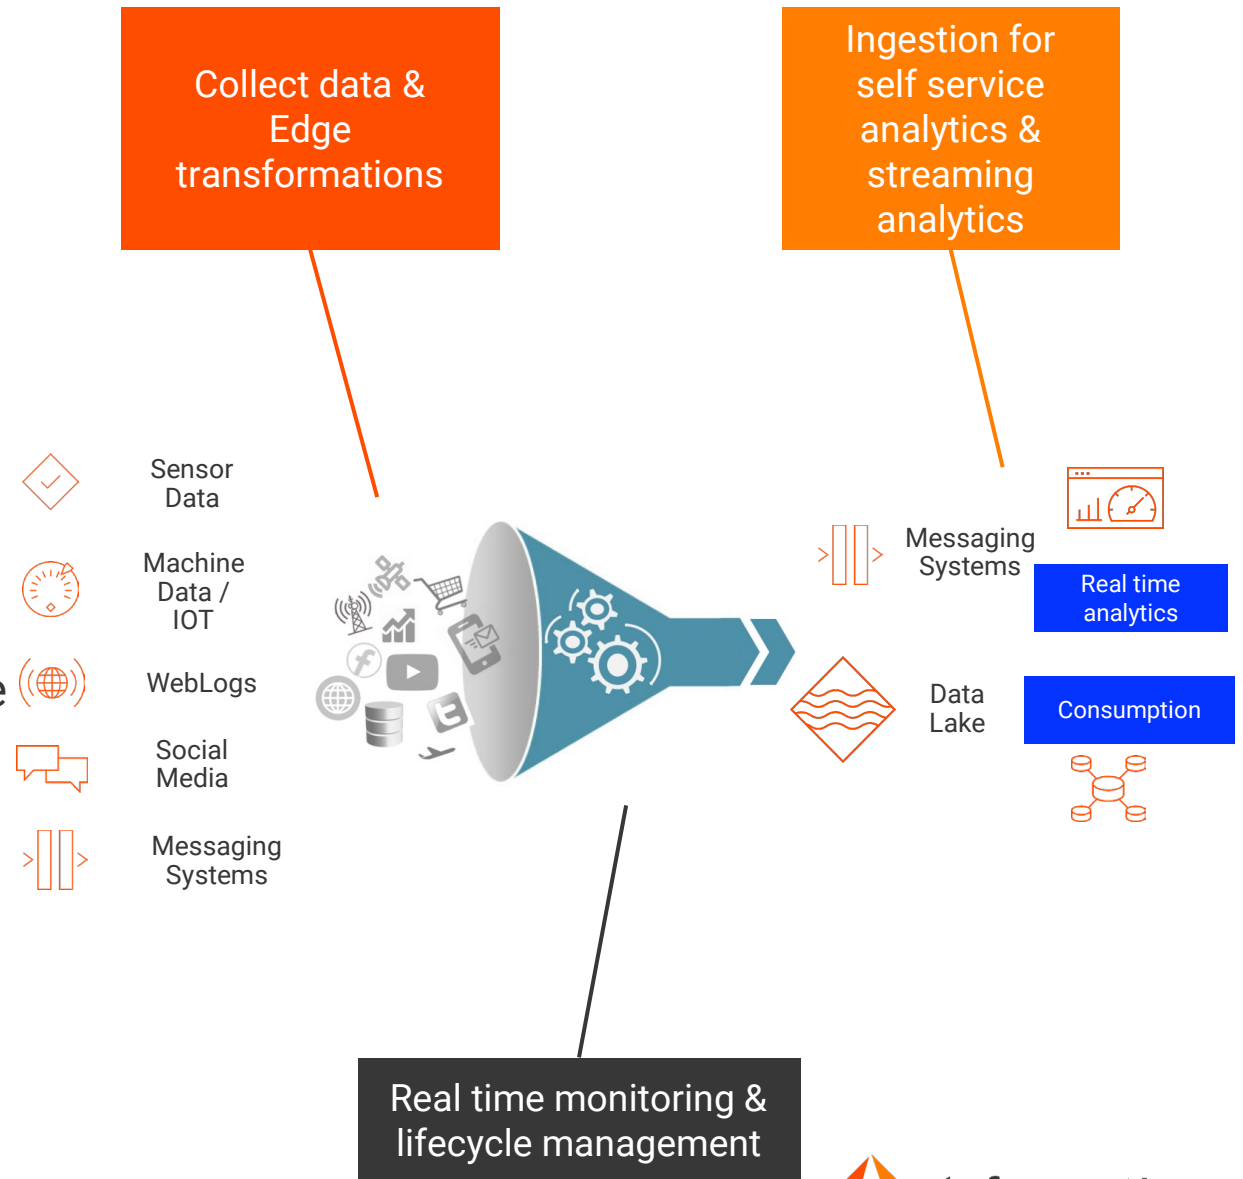 Collect data &
Edge
transformations
Ingestion for
self service
analytics &
streaming
analytics
Sensor
Data
Machine
Data /
IOT
WebLogs
Social
Media
Messaging
Systems
Messaging
Systems
Real time
analytics
Data
Lake
Consumption
Real time monitoring &
lifecycle management